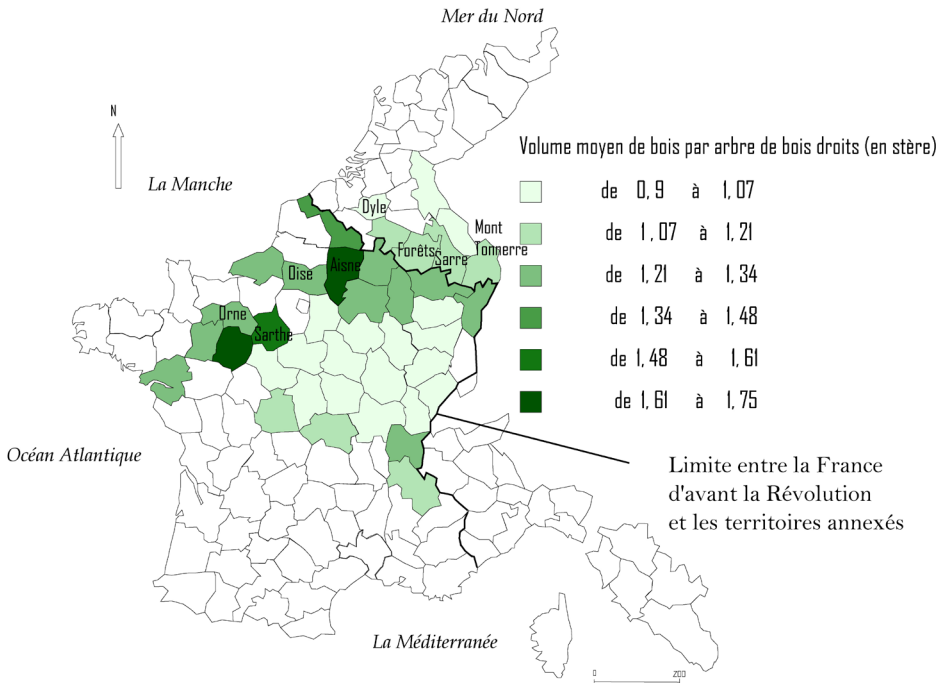 Mer du Nord
N
La Manche
Volume moyen de bois par arbre de bois droits (en stère)
de 0,9 à 1,07
de 1,07 à 1,21
de 1,21 à 1,34
de 1,34 à 1,48
de 1,48 à 1,61
de 1,61 à 1,75
Dyle
Mont
Tonnerre
Forêts
Sarre
Oise
Aisne
Orne
Sarthe
Océan Atlantique
Limite entre la France
d'avant la Révolution
et les territoires annexés
La Méditerranée
0 200